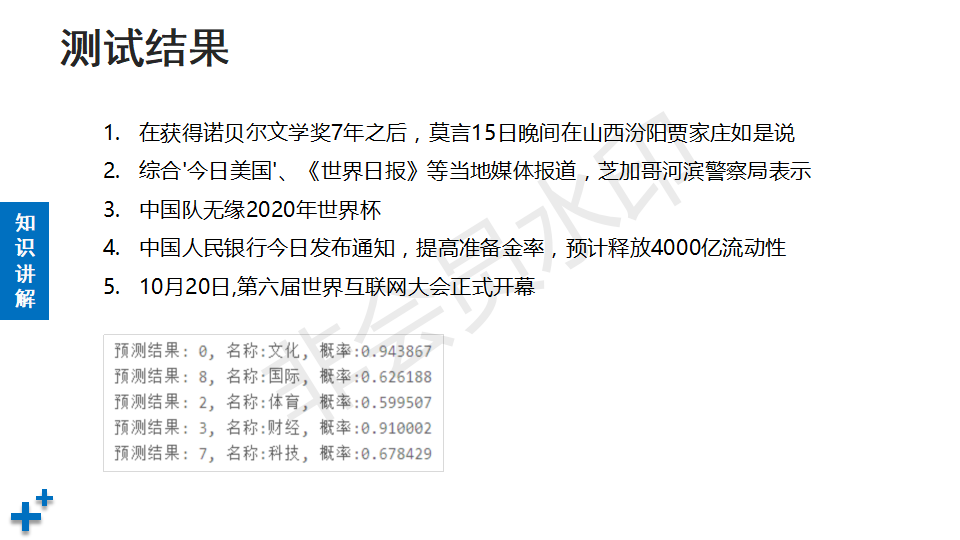 测试结果
1. 在获得诺贝尔文学奖7年之后，莫言15日晚间在山西汾阳贾家庄如是说
2. 综合'今日美国'、《世界日报》等当地媒体报道，芝加哥河滨警察局表示
3. 中国队无缘2020年世界杯
4. 中国人民银行今日发布通知，提高准备金率，预计释放4000亿流动性
5. 10月20日,第六届世界互联网大会正式开幕
知识讲解
预测结果: 0, 名称:文化, 概率:0.943867
预测结果: 8, 名称:国际, 概率:0.626188
预测结果: 2, 名称:体育, 概率:0.599507
预测结果: 3, 名称:财经, 概率:0.910002
预测结果: 7, 名称:科技, 概率:0.678429
非会员水印